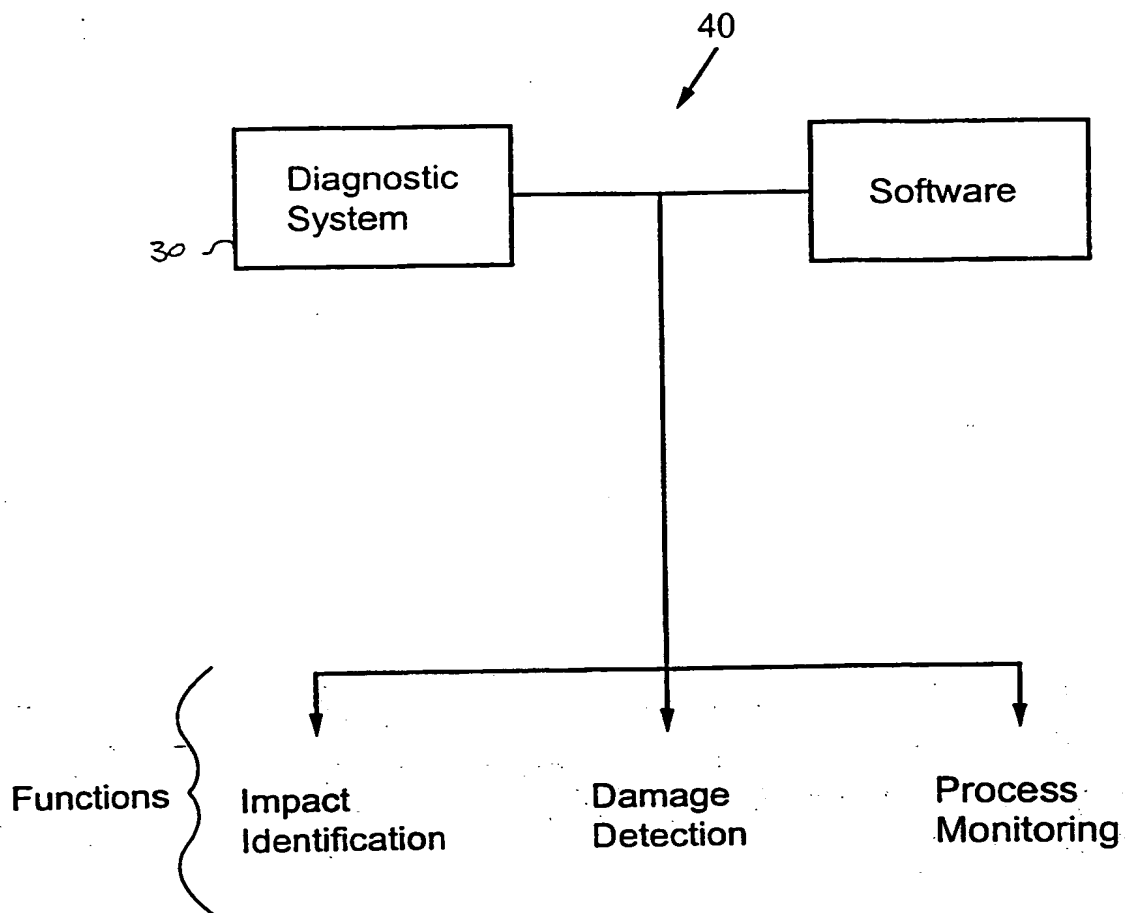 40
Diagnostic
System
Software
30
Functions
Impact
Identification
Damage
Detection
Process
Monitoring